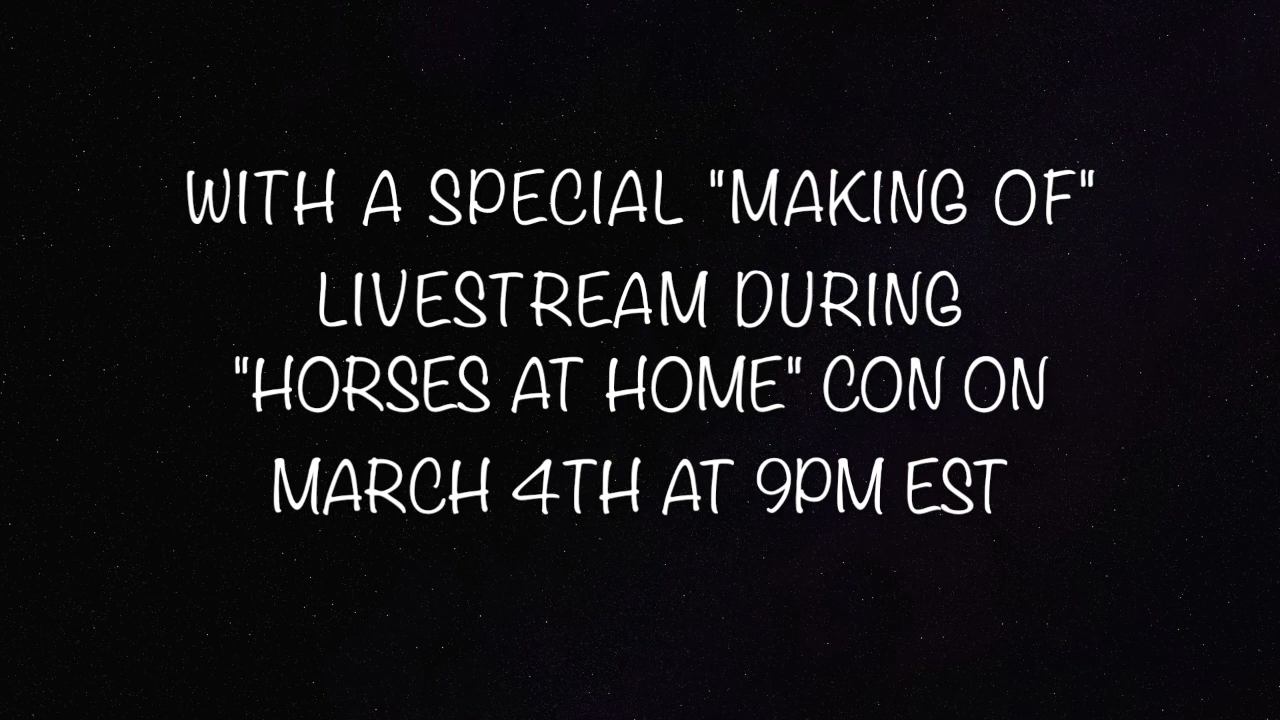 WITH A SPECIAL "MAKING OF"
LIVESTREAM DURING
"HORSES AT HOME" CON ON
MARCH 4TH AT 9PM EST